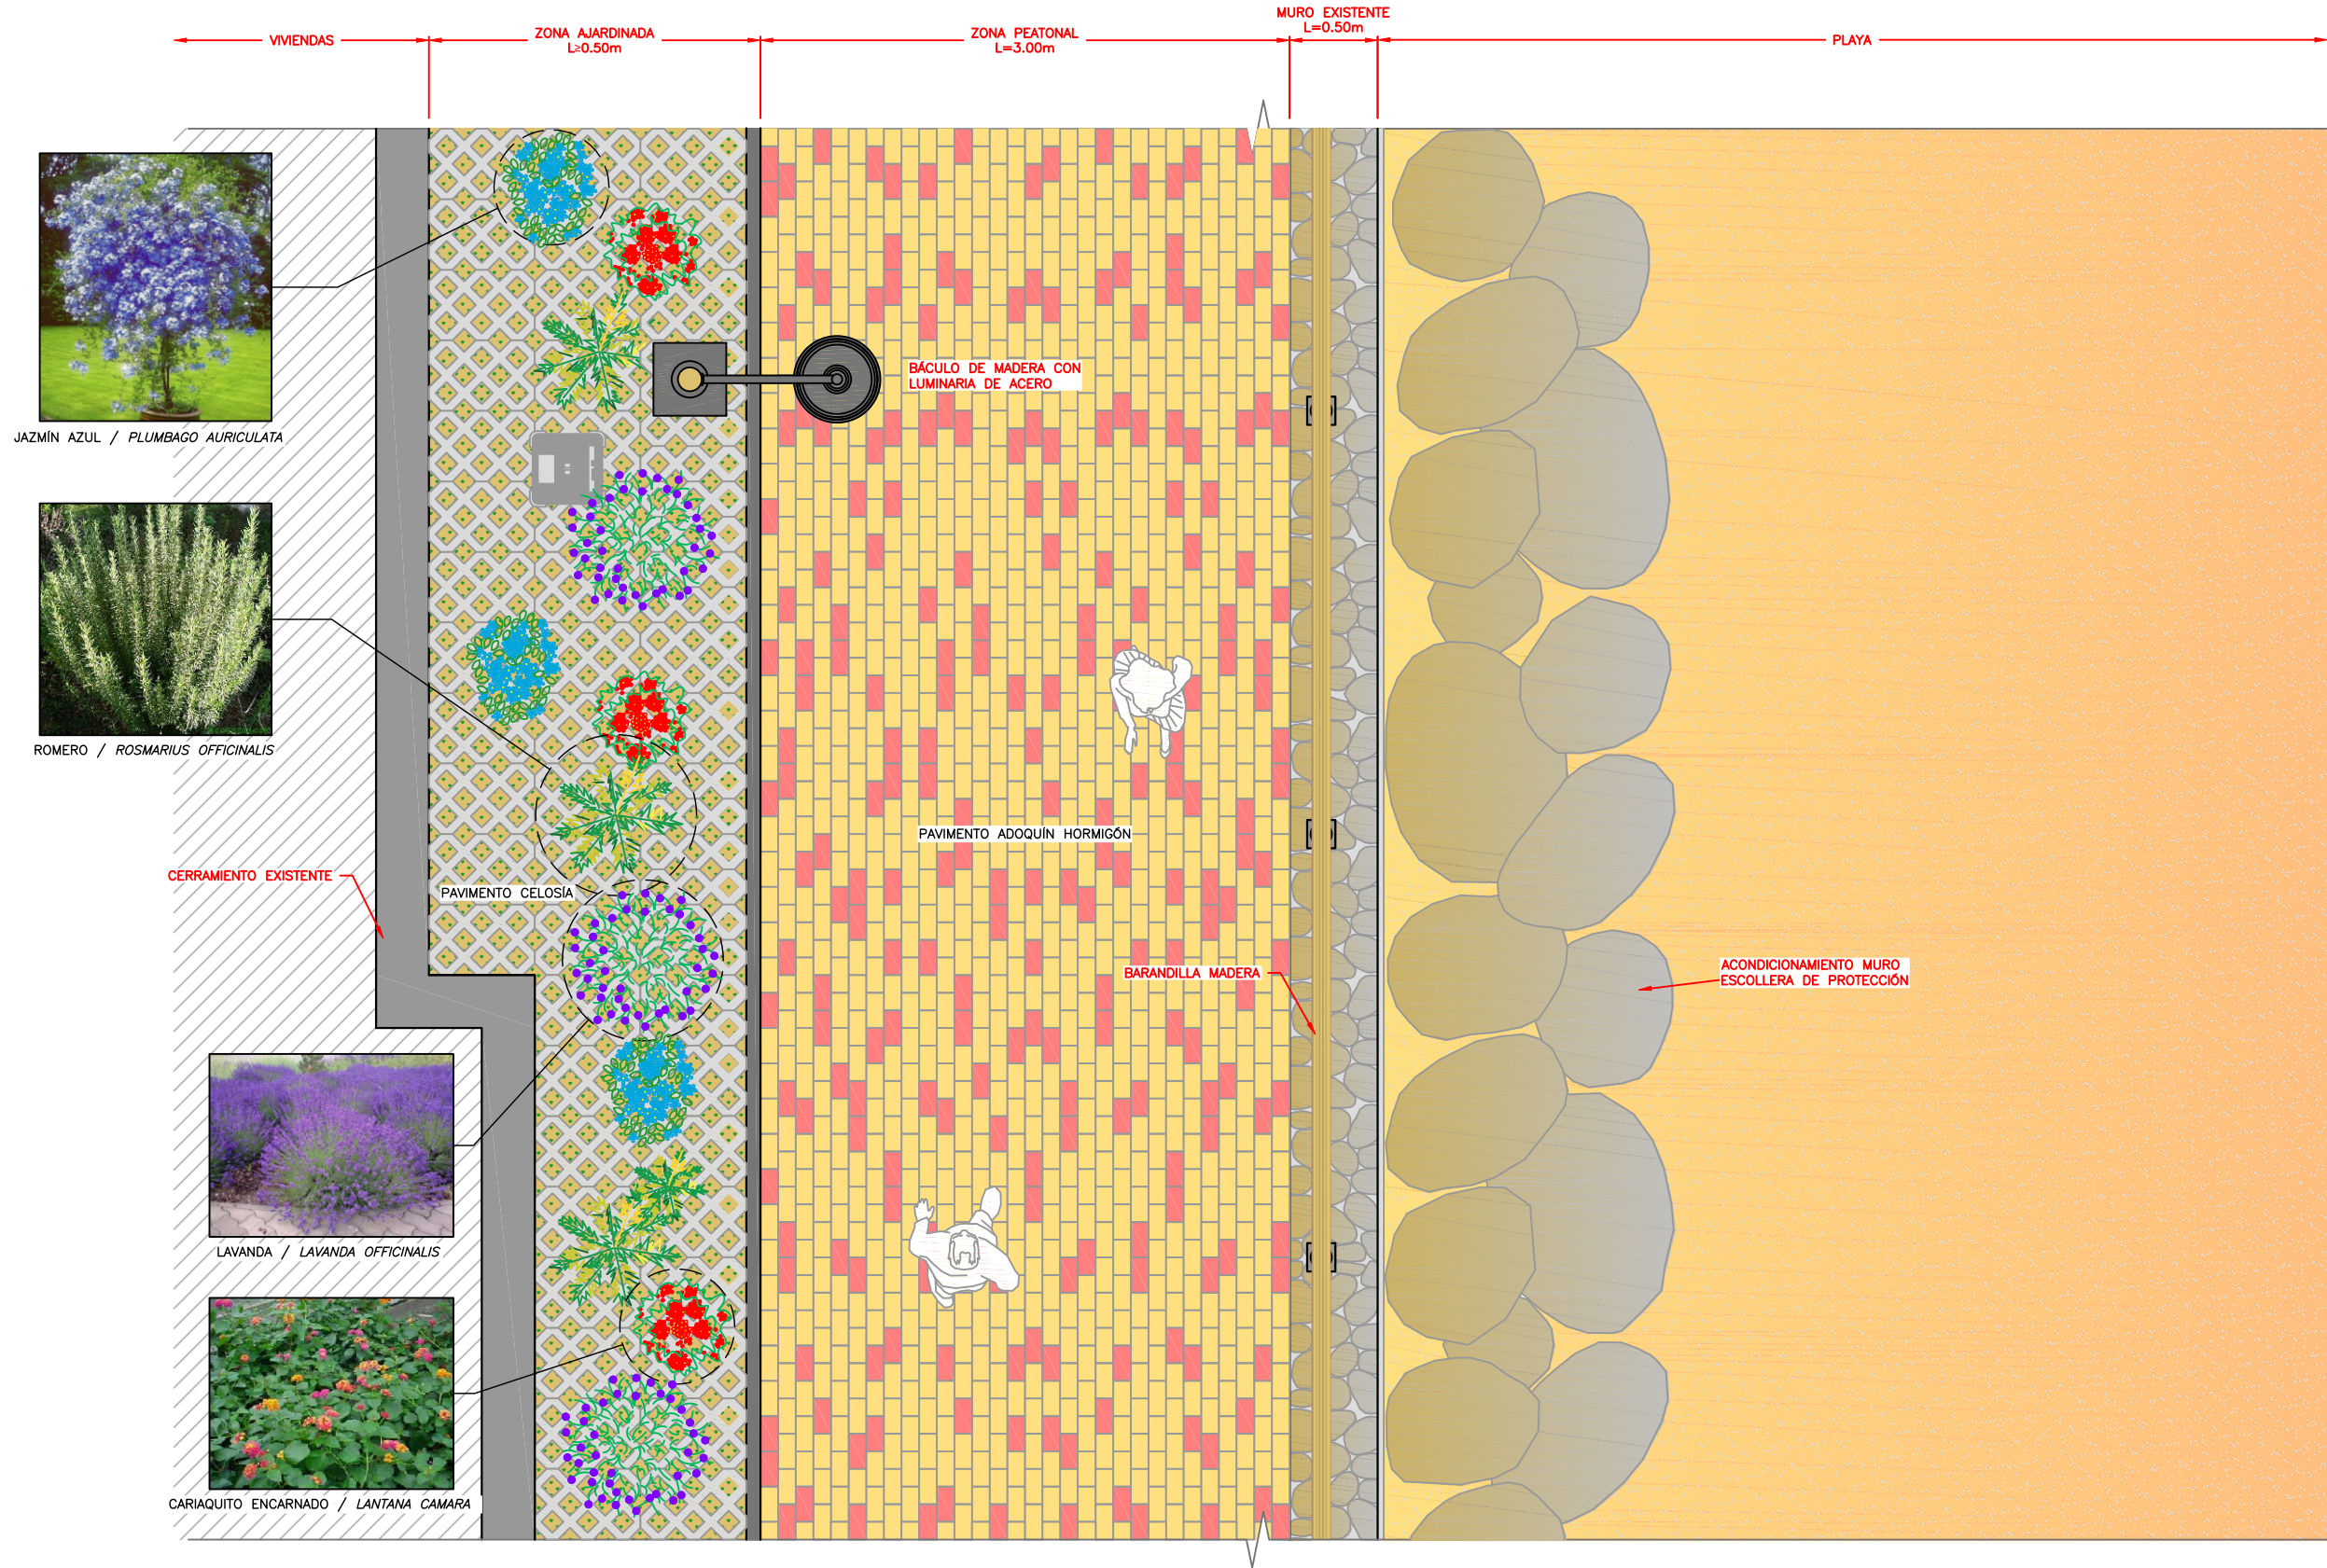 VIVIENDAS
ZONA AJARDINADA
L≥0.50m
ZONA PEATONAL
L=3.00m
MURO EXISTENTE
L=0.50m
PLAYA
BÁCULO DE MADERA CON
LUMINARIA DE ACERO
JAZMÍN AZUL / PLUMBAGO AURICULATA
ROMERO / ROSMARIUS OFFICINALIS
PAVIMENTO ADOQUÍN HORMIGÓN
CERRAMIENTO EXISTENTE
PAVIMENTO CELOSÍA
BARANDILLA MADERA
ACONDICIONAMIENTO MURO
ESCOLLERA DE PROTECCIÓN
LAVANDA / LAVANDA OFFICINALIS
CARIAQUITO ENCARNADO / LANTANA CAMARA